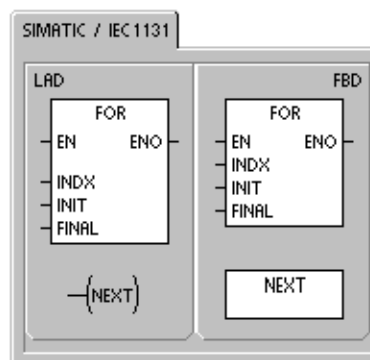 SIMATIC / IEC1131
LAD
FOR
EN ENO
INDX
INIT
FINAL
NEXT
FBD
FOR
EN ENO
INDX
INIT
FINAL
NEXT